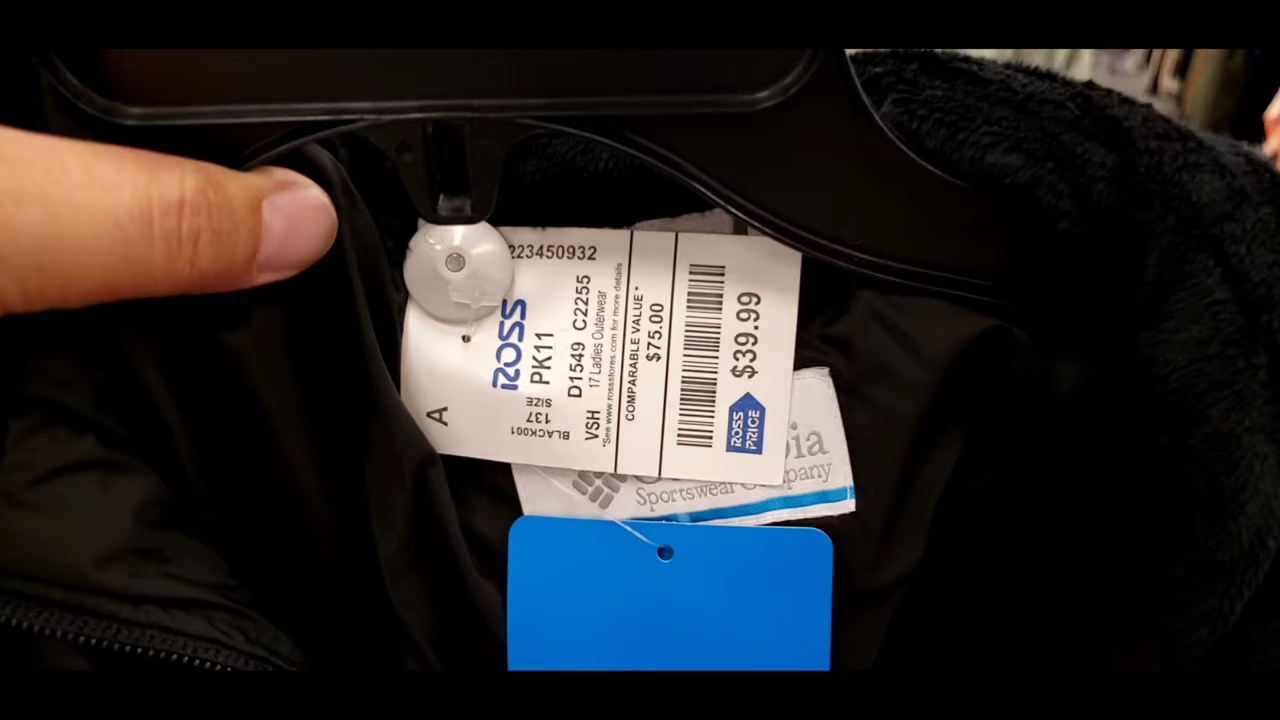 223450932
ROSS
PK11
D1549 C2255
VSH 17 Ladies Outerwear
*See www.rossstores.com for more details
COMPARABLE VALUE*
$75.00
$39.99
ROSS
PRICE
A
SIZE
137
BLACK001
Sportswear Company